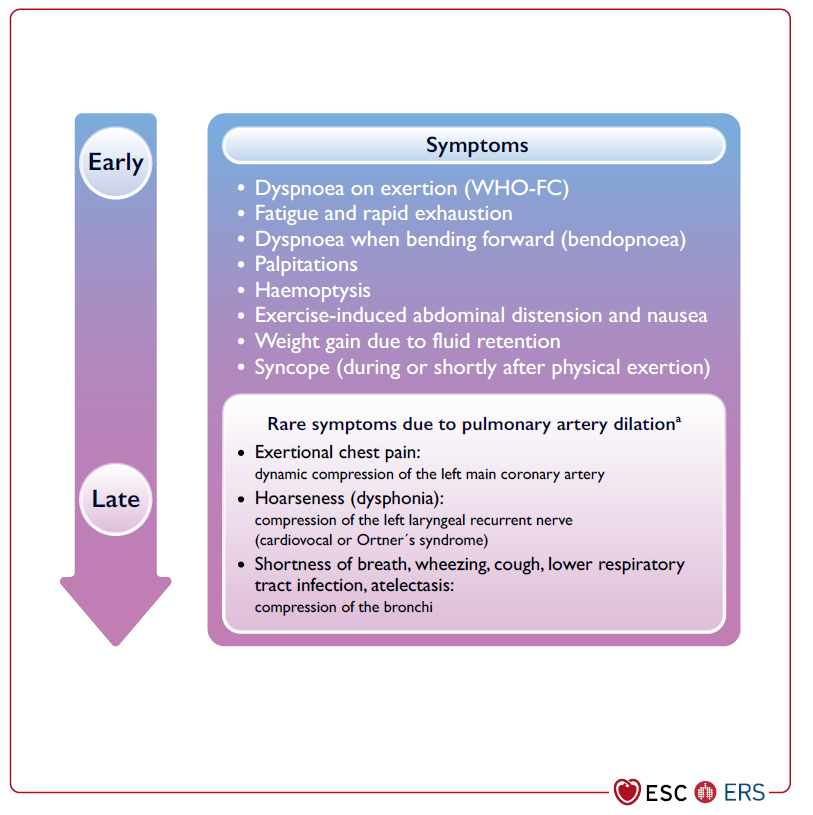 Early
Symptoms
• Dyspnoea on exertion (WHO-FC)
• Fatigue and rapid exhaustion
• Dyspnoea when bending forward (bendopnoea)
• Palpitations
• Haemoptysis
• Exercise-induced abdominal distension and nausea
• Weight gain due to fluid retention
• Syncope (during or shortly after physical exertion)
Rare symptoms due to pulmonary artery dilationᵃ
• Exertional chest pain:
dynamic compression of the left main coronary artery
Late
• Hoarseness (dysphonia):
compression of the left laryngeal recurrent nerve
(cardiovocal or Ortner´s syndrome)
• Shortness of breath, wheezing, cough, lower respiratory
tract infection, atelectasis:
compression of the bronchi
ESC ERS